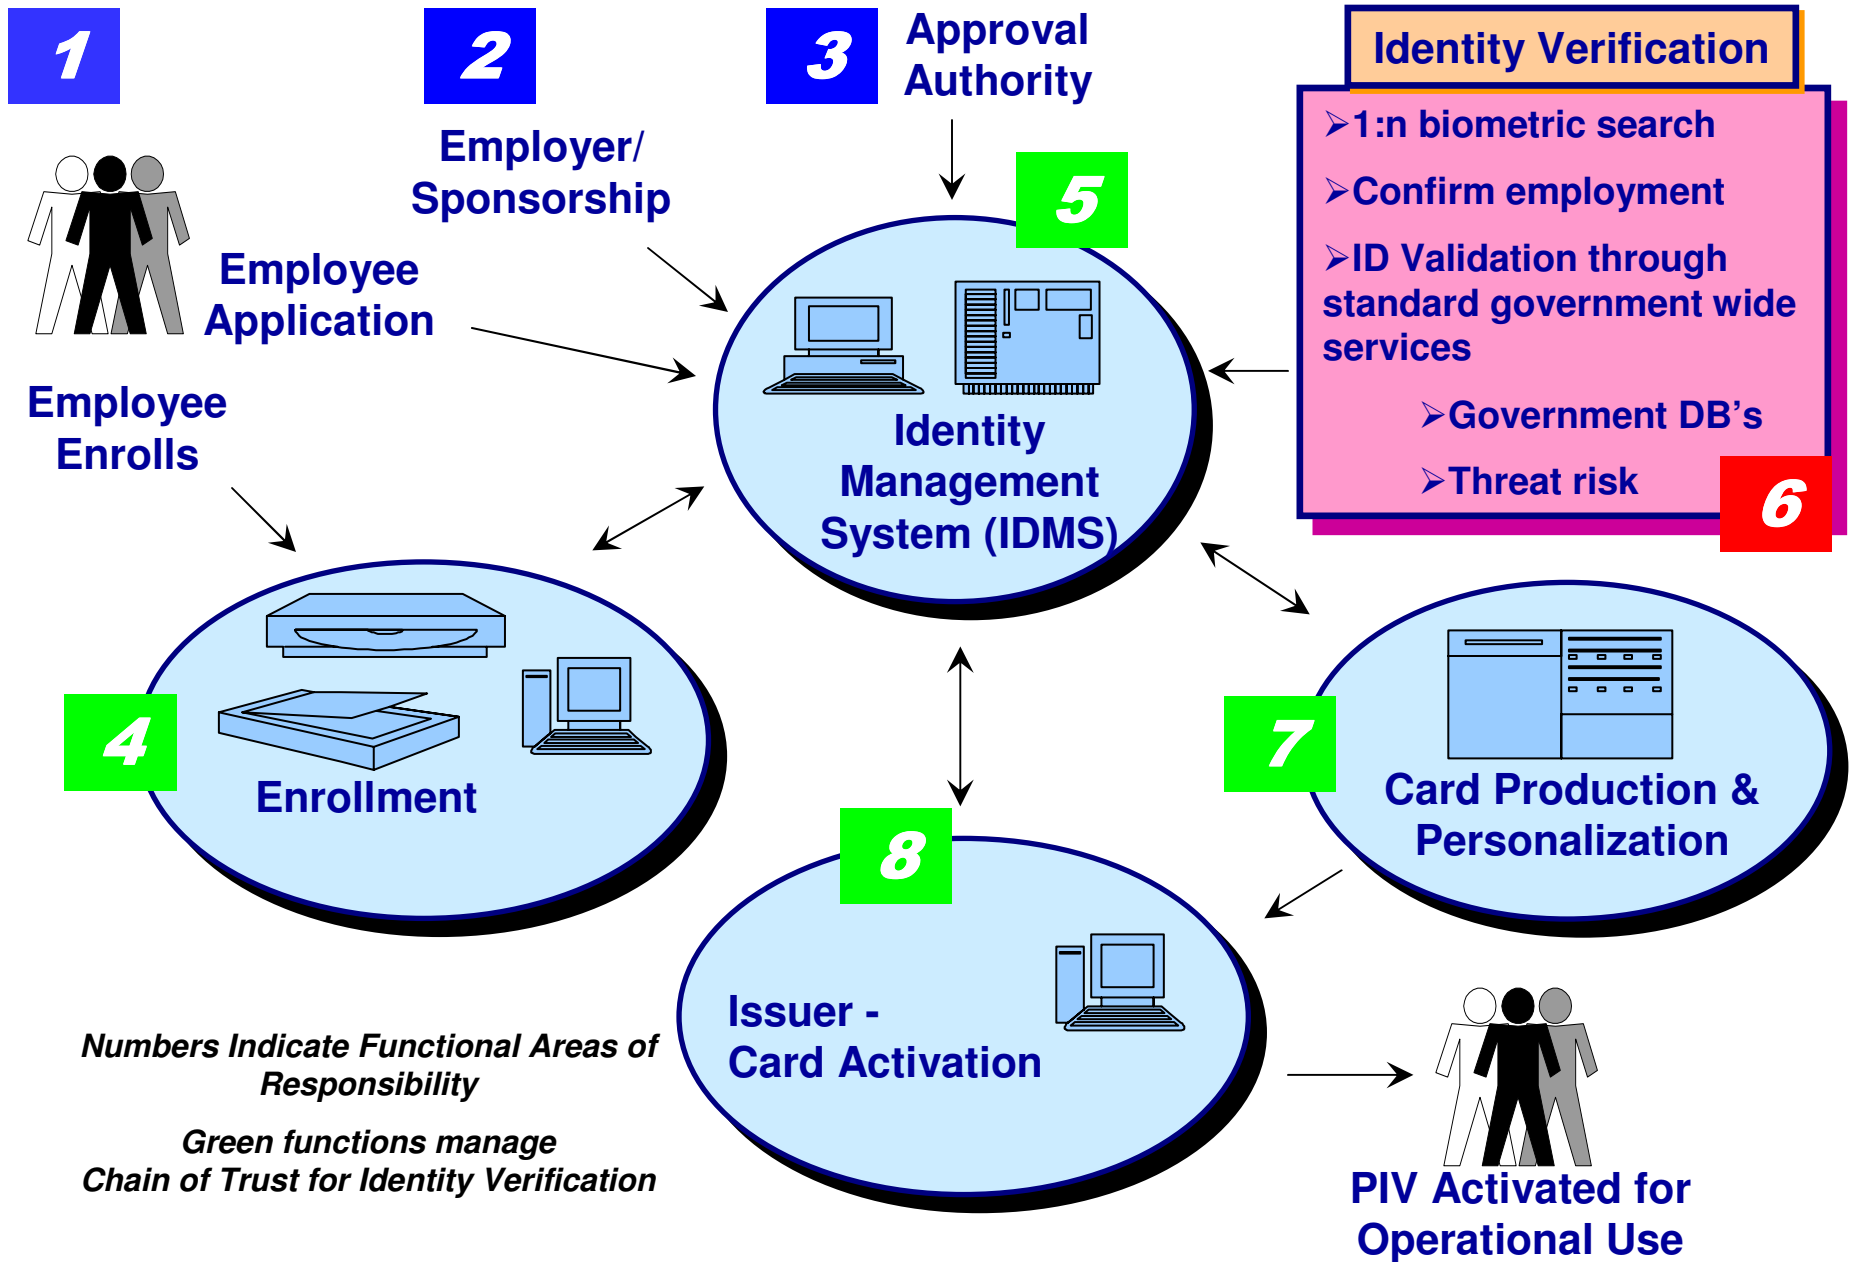 1
2
3
Approval
Authority
Identity Verification
➢1:n biometric search
➢Confirm employment
➢ID Validation through
standard government wide
services
➢Government DB’s
➢Threat risk
6
Employer/
Sponsorship
5
Employee
Application
Employee
Enrolls
Identity
Management
System (IDMS)
4
Enrollment
7
Card Production &
Personalization
8
Issuer -
Card Activation
Numbers Indicate Functional Areas of
Responsibility
Green functions manage
Chain of Trust for Identity Verification
PIV Activated for
Operational Use